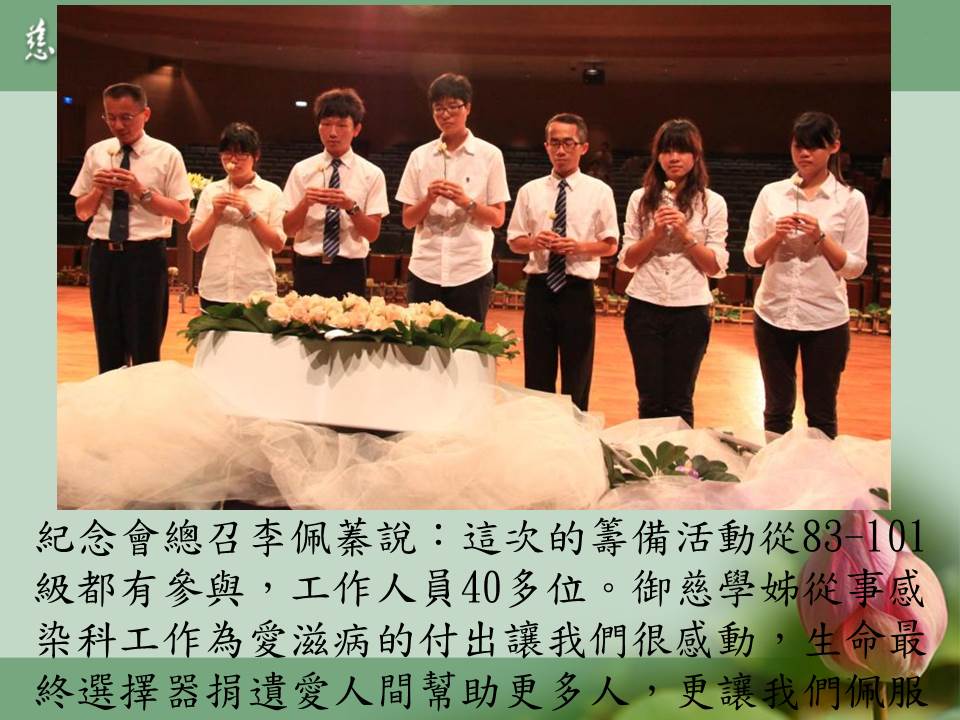 慈
紀念會總召李佩蓁說：這次的籌備活動從83-101
級都有參與，工作人員40多位。御慈學姊從事感
染科工作為愛滋病的付出讓我們很感動，生命最
終選擇器捐遺愛人間幫助更多人，更讓我們佩服